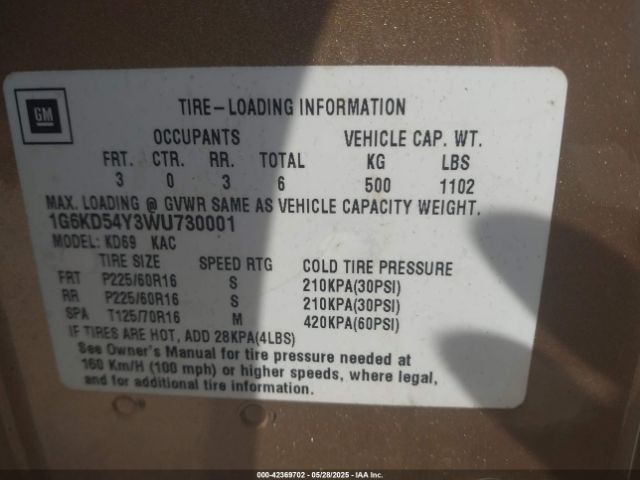 GM
TIRE-LOADING INFORMATION
OCCUPANTS VEHICLE CAP. WT.
FRT. CTR. RR. TOTAL KG LBS
3 0 3 6 500 1102
MAX. LOADING @ GVWR SAME AS VEHICLE CAPACITY WEIGHT.
1G6KD54Y3WU730001
MODEL: KD69 KAC
TIRE SIZE SPEED RTG COLD TIRE PRESSURE
FRT P225/60R16 S 210KPA(30PSI)
RR P225/60R16 S 210KPA(30PSI)
SPA T125/70R16 M 420KPA(60PSI)
IF TIRES ARE HOT, ADD 28KPA(4LBS)
See Owner's Manual for tire pressure needed at
160 Km/H (100 mph) or higher speeds, where legal,
and for additional tire information.
000-42369702 - 05/28/2025 - IAA Inc.